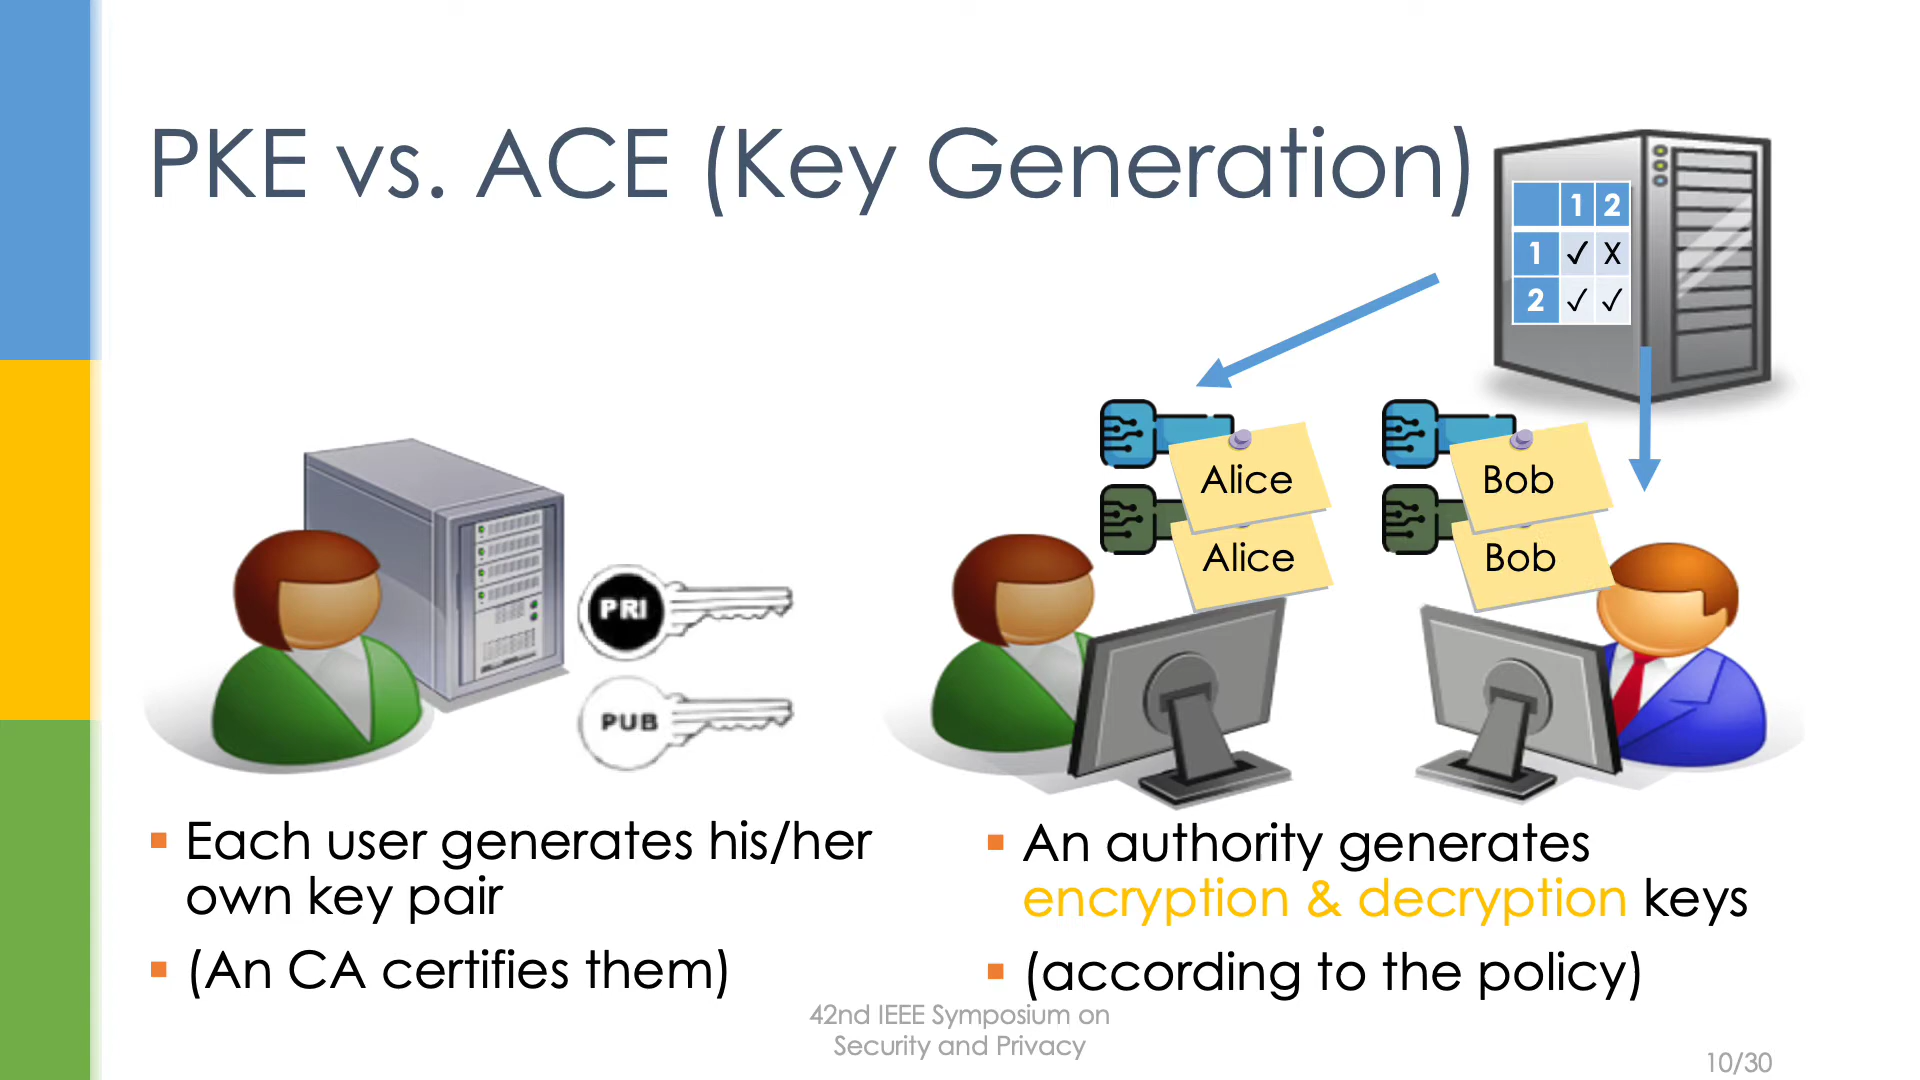 PKE vs. ACE (Key Generation)
1 2
1 ✓ X
2 ✓ ✓
PRI
PUB
Alice
Alice
Bob
Bob
Each user generates his/her
own key pair
(An CA certifies them)
An authority generates
encryption & decryption keys
(according to the policy)
42nd IEEE Symposium on
Security and Privacy
10/30